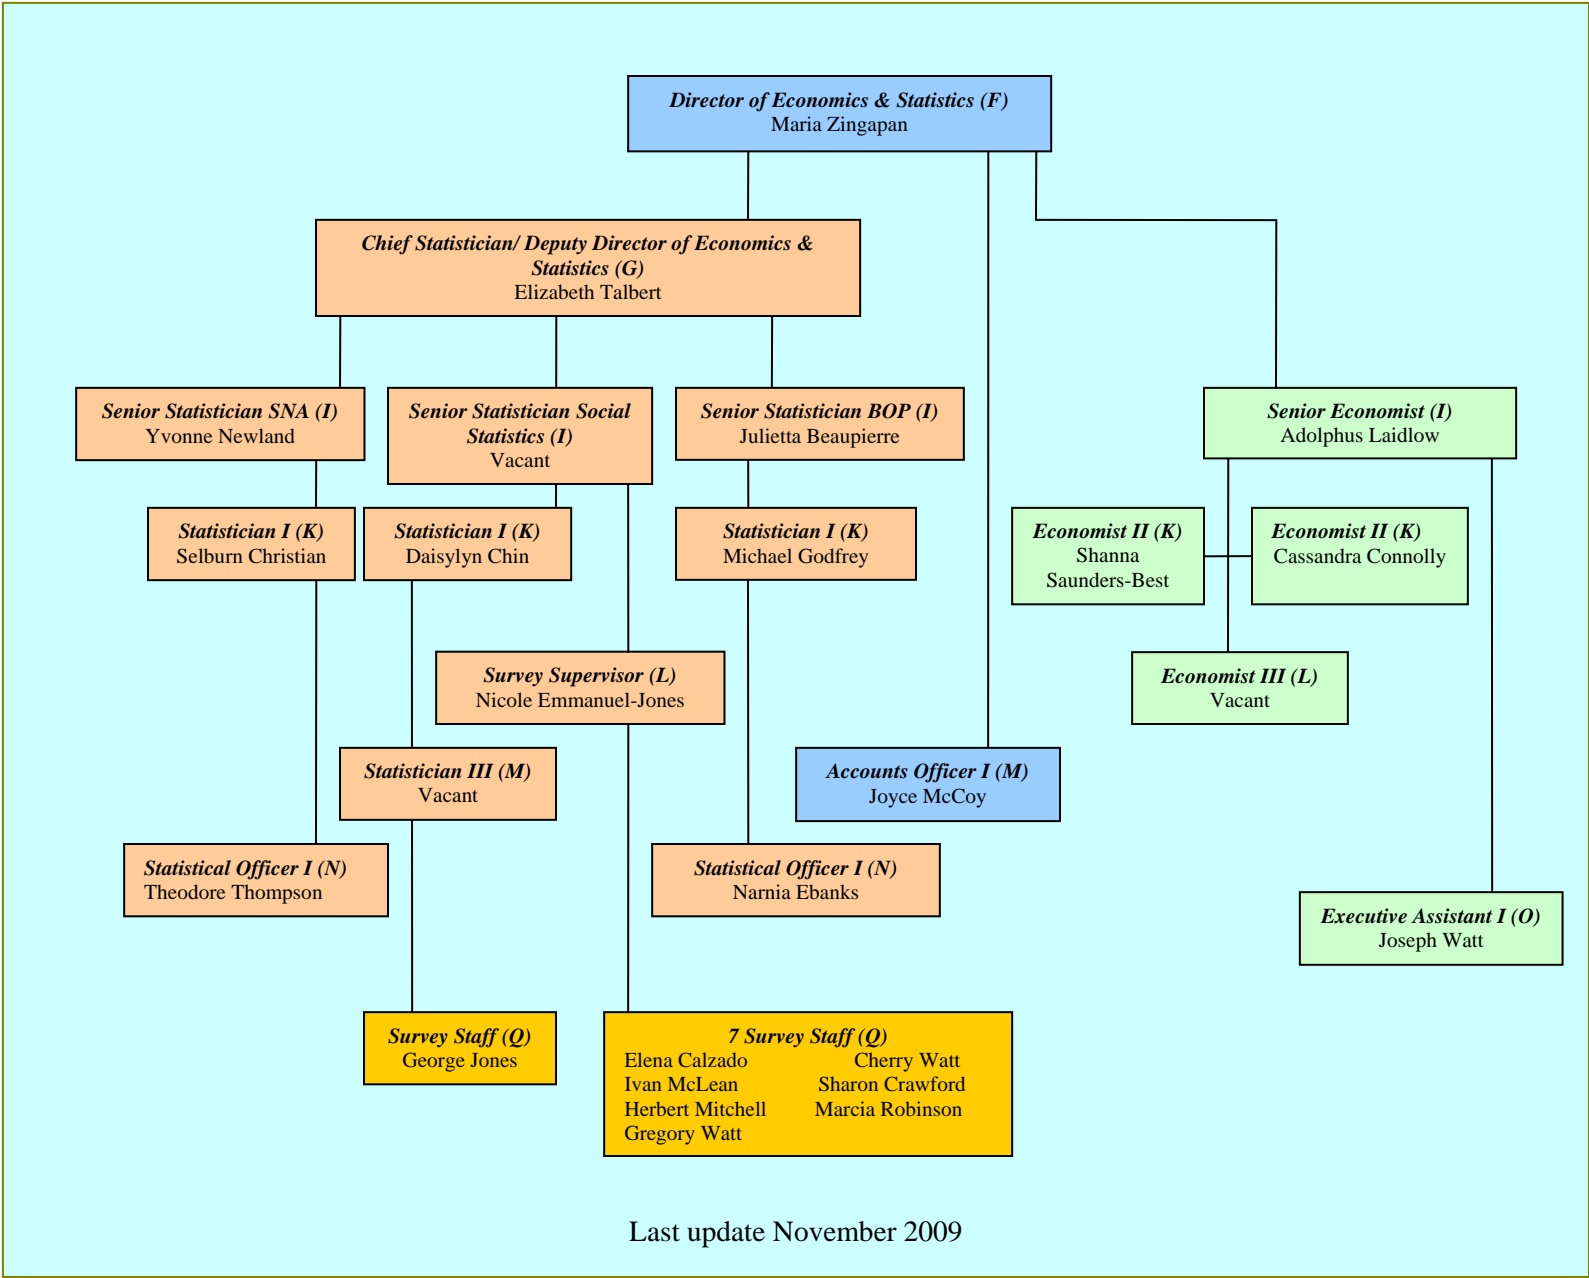 Director of Economics & Statistics (F)
Maria Zingapan
Chief Statistician/ Deputy Director of Economics &
Statistics (G)
Elizabeth Talbert
Senior Statistician SNA (I)
Yvonne Newland
Senior Statistician Social
Statistics (I)
Vacant
Senior Statistician BOP (I)
Julietta Beaupierre
Senior Economist (I)
Adolphus Laidlow
Statistician I (K)
Selburn Christian
Statistician I (K)
Daisylyn Chin
Statistician I (K)
Michael Godfrey
Economist II (K)
Shanna
Saunders-Best
Economist II (K)
Cassandra Connolly
Survey Supervisor (L)
Nicole Emmanuel-Jones
Economist III (L)
Vacant
Statistician III (M)
Vacant
Accounts Officer I (M)
Joyce McCoy
Statistical Officer I (N)
Theodore Thompson
Statistical Officer I (N)
Narnia Ebanks
Executive Assistant I (O)
Joseph Watt
Survey Staff (Q)
George Jones
7 Survey Staff (Q)
Elena Calzado Cherry Watt
Ivan McLean Sharon Crawford
Herbert Mitchell Marcia Robinson
Gregory Watt
Last update November 2009